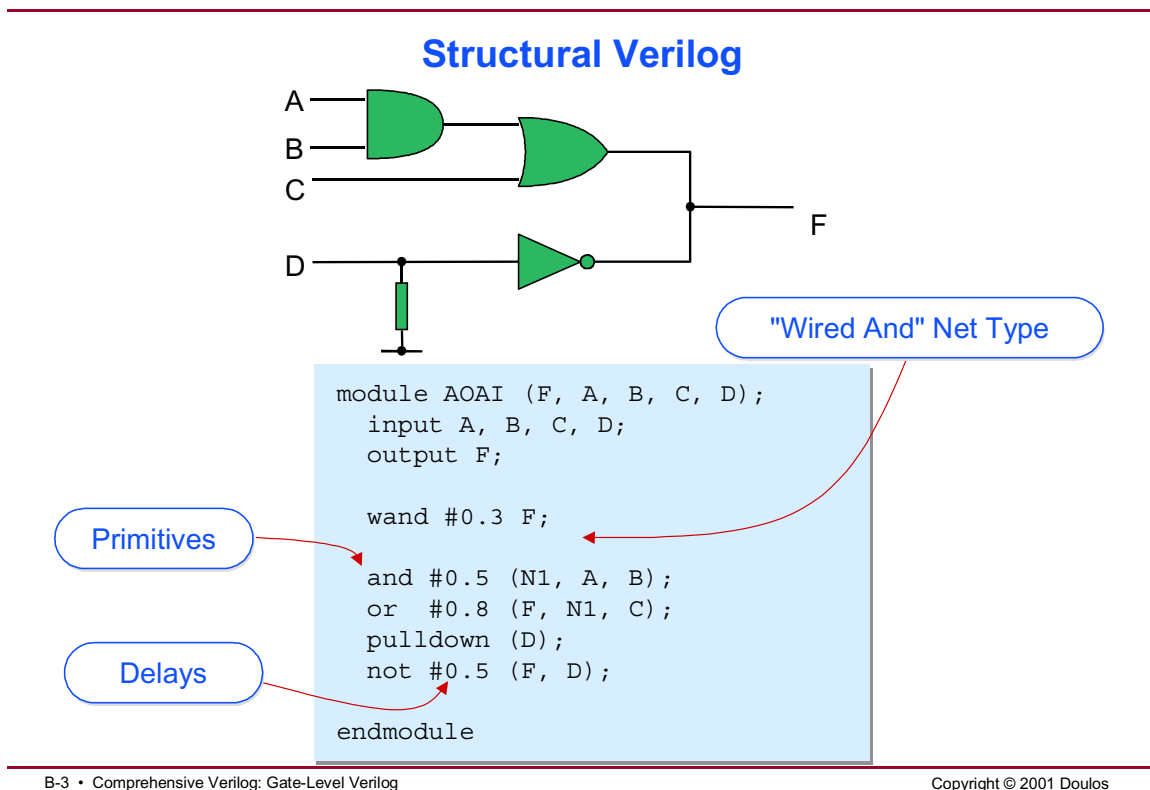 Structural Verilog
A
B
C
D
F
"Wired And" Net Type
module AOAI (F, A, B, C, D);
  input A, B, C, D;
  output F;
  wand #0.3 F;
Primitives
  and #0.5 (N1, A, B);
  or  #0.8 (F, N1, C);
  pulldown (D);
  not #0.5 (F, D);
Delays
endmodule
B-3 • Comprehensive Verilog: Gate-Level Verilog
Copyright © 2001 Doulos